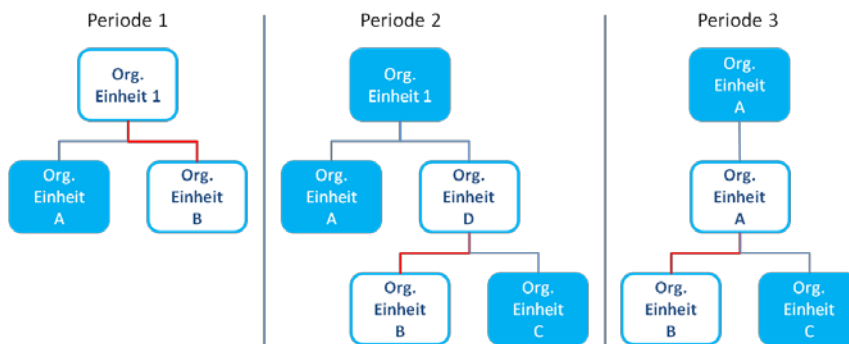 Periode 1
Periode 2
Periode 3
Org.
Einheit 1
Org.
Einheit 1
Org.
Einheit
A
Org.
Einheit
A
Org.
Einheit
B
Org.
Einheit
A
Org.
Einheit
D
Org.
Einheit
A
Org.
Einheit
B
Org.
Einheit
C
Org.
Einheit
B
Org.
Einheit
C